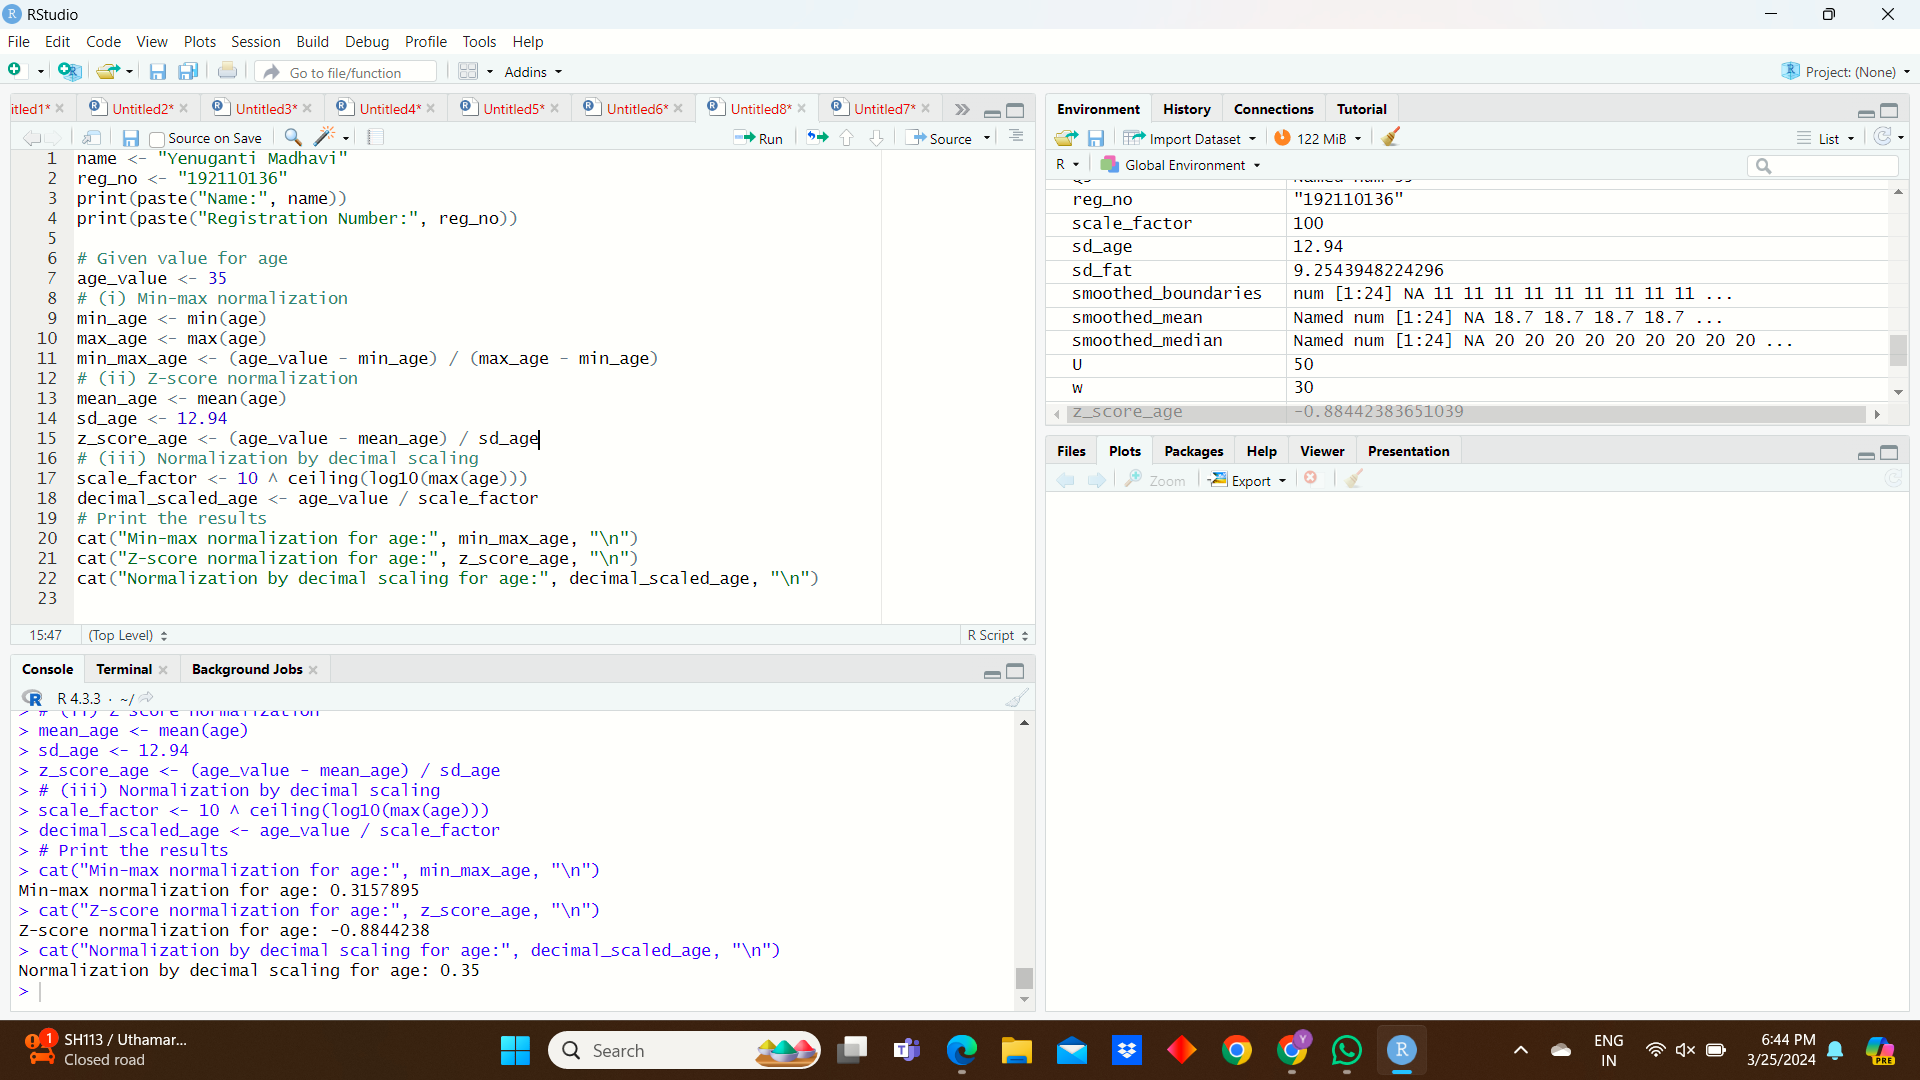 RStudio
File Edit Code View Plots Session Build Debug Profile Tools Help
Go to file/function Addins Project: (None)
itled1* Untitled2* Untitled3* Untitled4* Untitled5* Untitled6* Untitled8* Untitled7*
Source on Save Run Source
1 name <- "Yenuganti Madhavi"
2 reg_no <- "192110136"
3 print(paste("Name:", name))
4 print(paste("Registration Number:", reg_no))
5
6 # Given value for age
7 age_value <- 35
8 # (i) Min-max normalization
9 min_age <- min(age)
10 max_age <- max(age)
11 min_max_age <- (age_value - min_age) / (max_age - min_age)
12 # (ii) Z-score normalization
13 mean_age <- mean(age)
14 sd_age <- 12.94
15 z_score_age <- (age_value - mean_age) / sd_age
16 # (iii) Normalization by decimal scaling
17 scale_factor <- 10 ^ ceiling(log10(max(age)))
18 decimal_scaled_age <- age_value / scale_factor
19 # Print the results
20 cat("Min-max normalization for age:", min_max_age, "\n")
21 cat("Z-score normalization for age:", z_score_age, "\n")
22 cat("Normalization by decimal scaling for age:", decimal_scaled_age, "\n")
23
15:47 (Top Level) R Script
Console Terminal Background Jobs
R 4.3.3 · ~/
> # (ii) Z-score normalization
> mean_age <- mean(age)
> sd_age <- 12.94
> z_score_age <- (age_value - mean_age) / sd_age
> # (iii) Normalization by decimal scaling
> scale_factor <- 10 ^ ceiling(log10(max(age)))
> decimal_scaled_age <- age_value / scale_factor
> # Print the results
> cat("Min-max normalization for age:", min_max_age, "\n")
Min-max normalization for age: 0.3157895
> cat("Z-score normalization for age:", z_score_age, "\n")
Z-score normalization for age: -0.8844238
> cat("Normalization by decimal scaling for age:", decimal_scaled_age, "\n")
Normalization by decimal scaling for age: 0.35
>
Environment History Connections Tutorial
Import Dataset 122 MiB List
R Global Environment
reg_no "192110136"
scale_factor 100
sd_age 12.94
sd_fat 9.2543948224296
smoothed_boundaries num [1:24] NA 11 11 11 11 11 11 11 11 11 ...
smoothed_mean Named num [1:24] NA 18.7 18.7 18.7 18.7 ...
smoothed_median Named num [1:24] NA 20 20 20 20 20 20 20 20 20 ...
U 50
W 30
z_score_age -0.88442383651039
Files Plots Packages Help Viewer Presentation
Zoom Export
1 SH113 / Uthamar...
Closed road
Search
ENG
IN
6:44 PM
3/25/2024
PRE